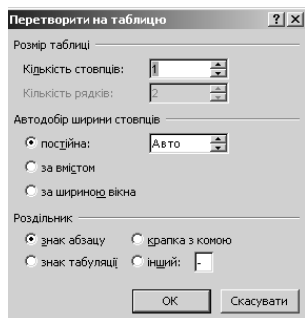 Перетворити на таблицю
Розмір таблиці
Кількість стовпців: 1
Кількість рядків: 2
Автодобір ширини стовпців
постійна: Авто
за вмістом
за шириною вікна
Роздільник
знак абзацу крапка з комою
знак табуляції інший: -
ОК Скасувати